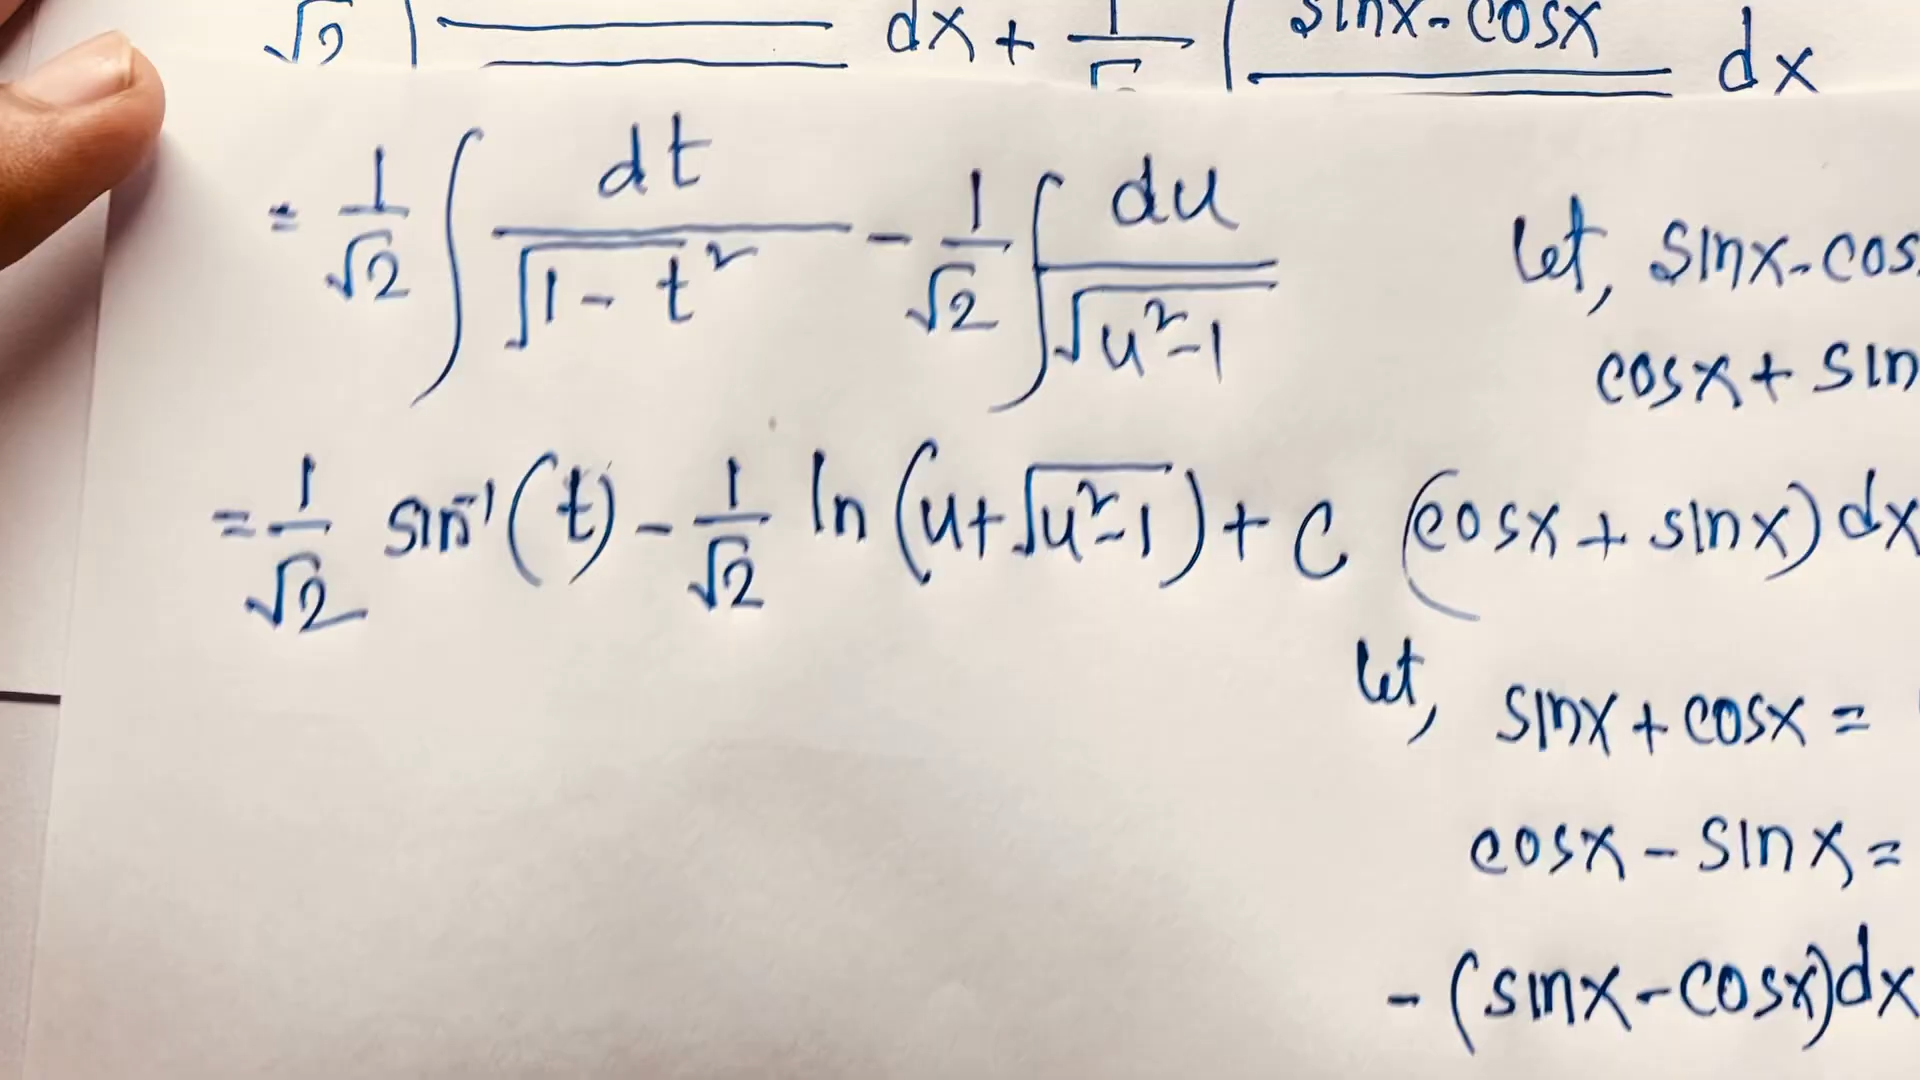 √2 ∫ dx + 1/√ ∫ sinx-cosx dx
= 1/√2 ∫ dt/√(1-t²) - 1/√2 ∫ du/√(u²-1)
let, sinx-cos
cosx + sin
= 1/√2 sin⁻¹(t) - 1/√2 ln(u+√(u²-1)) + c
(cosx + sinx)dx
let, sinx + cosx =
cosx - sinx =
-(sinx-cosx)dx